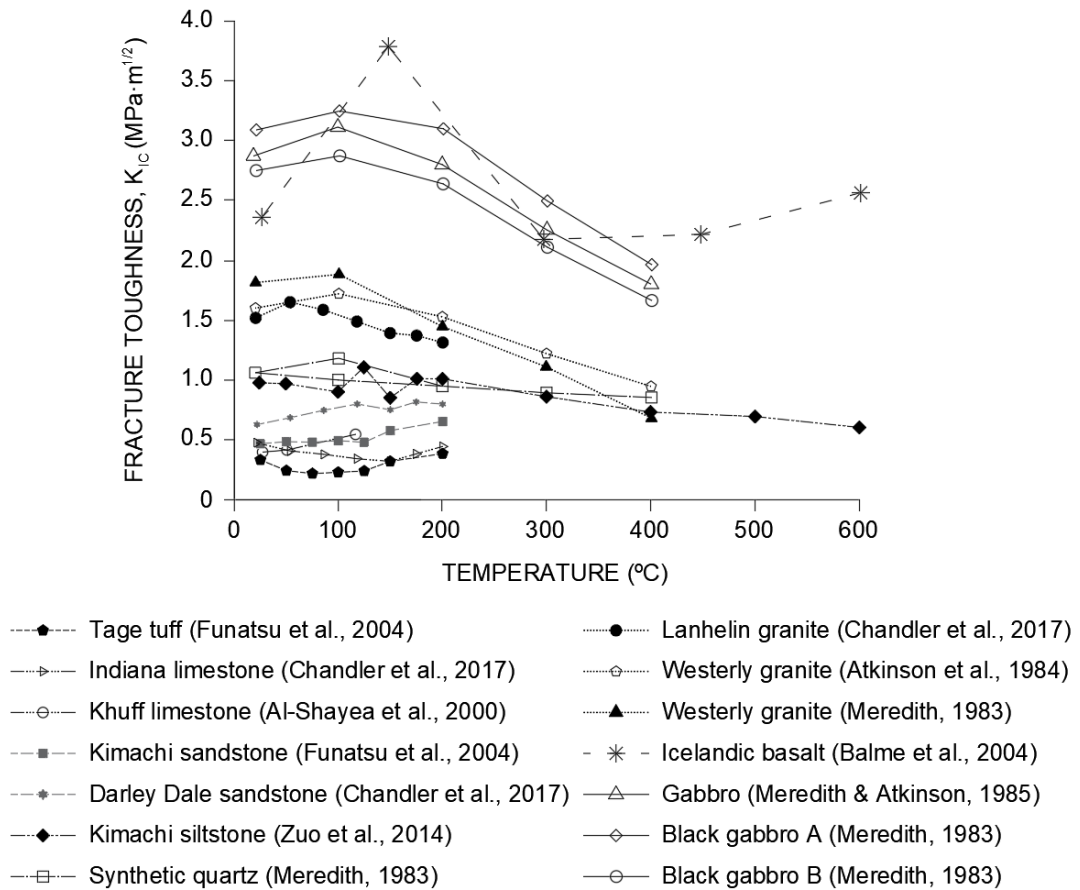 FRACTURE TOUGHNESS, K_IC (MPa·m^1/2)
4.0
3.5
3.0
2.5
2.0
1.5
1.0
0.5
0
0 100 200 300 400 500 600
TEMPERATURE (ºC)
Tage tuff (Funatsu et al., 2004)
Indiana limestone (Chandler et al., 2017)
Khuff limestone (Al-Shayea et al., 2000)
Kimachi sandstone (Funatsu et al., 2004)
Darley Dale sandstone (Chandler et al., 2017)
Kimachi siltstone (Zuo et al., 2014)
Synthetic quartz (Meredith, 1983)
Lanhelin granite (Chandler et al., 2017)
Westerly granite (Atkinson et al., 1984)
Westerly granite (Meredith, 1983)
Icelandic basalt (Balme et al., 2004)
Gabbro (Meredith & Atkinson, 1985)
Black gabbro A (Meredith, 1983)
Black gabbro B (Meredith, 1983)